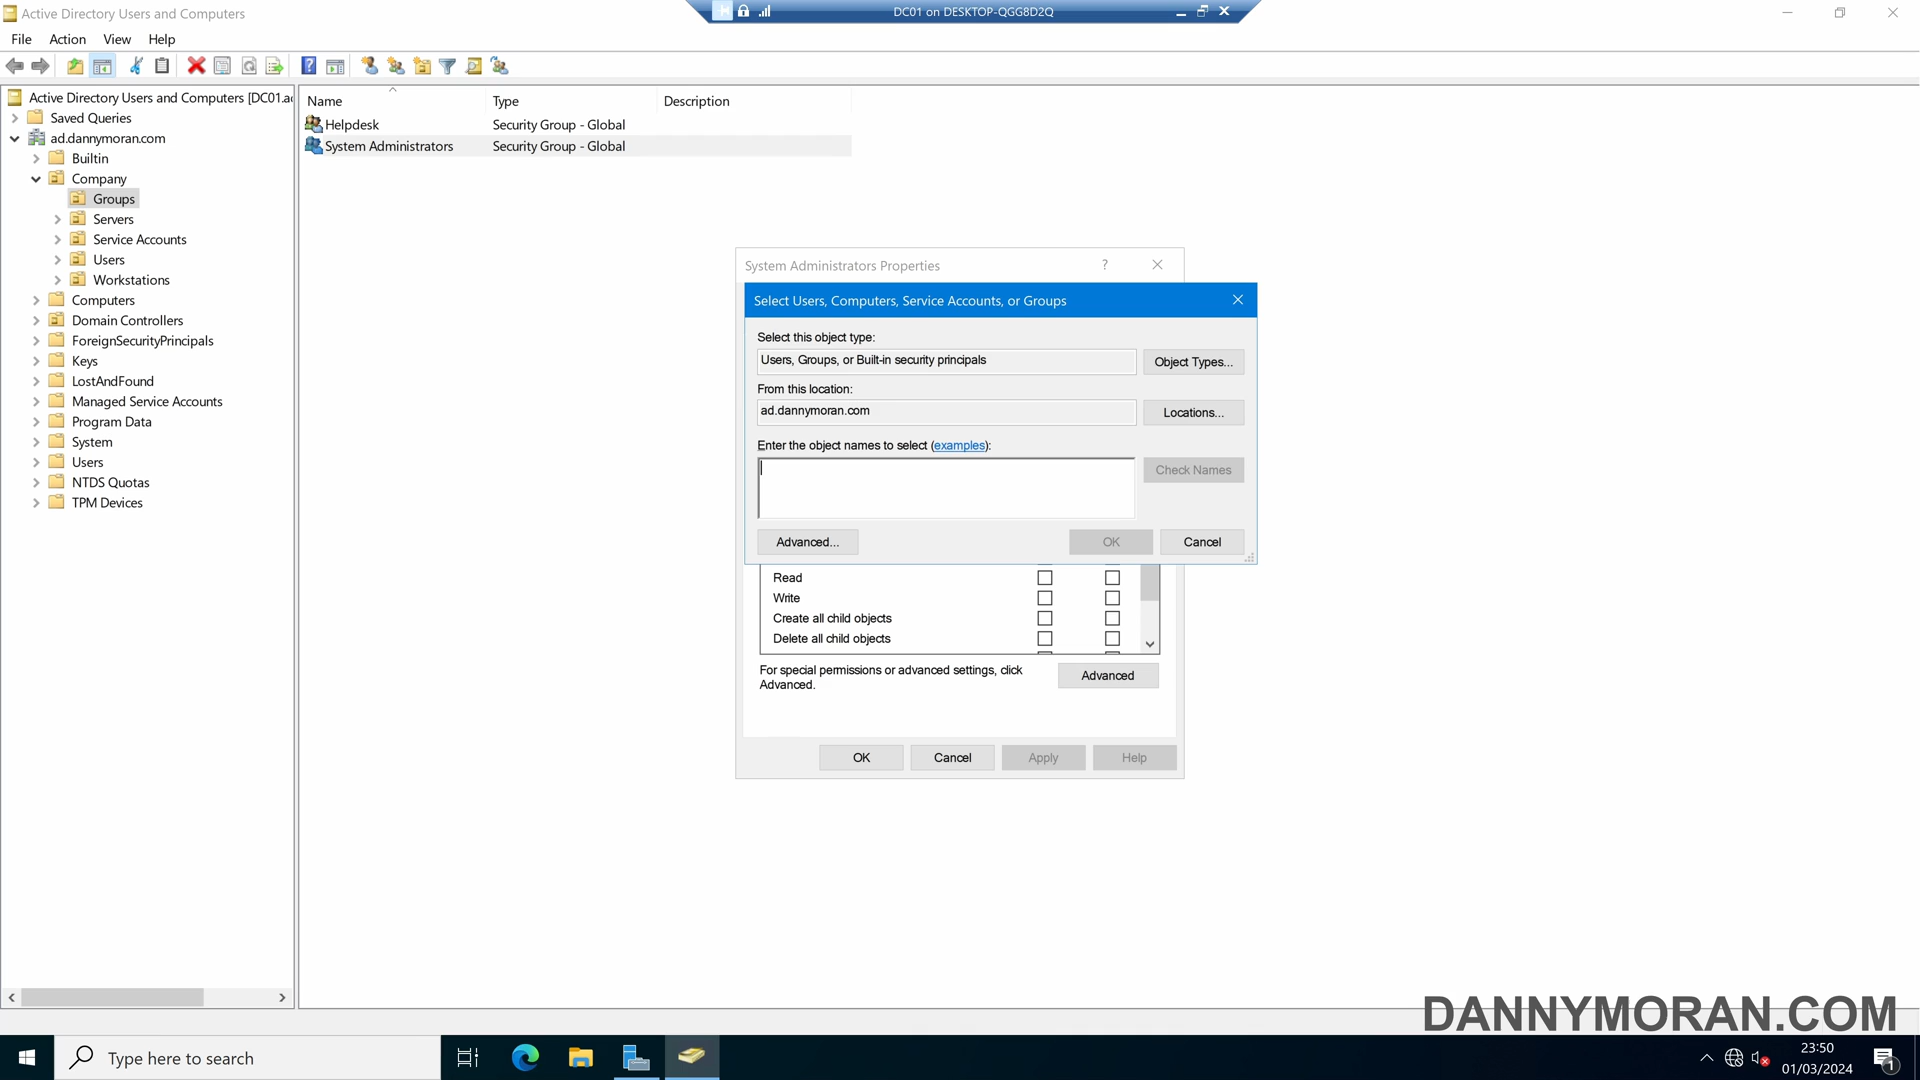 Active Directory Users and Computers
DC01 on DESKTOP-QGG8D2Q
File Action View Help
Active Directory Users and Computers [DC01.a
Saved Queries
ad.dannymoran.com
Builtin
Company
Groups
Servers
Service Accounts
Users
Workstations
Computers
Domain Controllers
ForeignSecurityPrincipals
Keys
LostAndFound
Managed Service Accounts
Program Data
System
Users
NTDS Quotas
TPM Devices
Name Type Description
Helpdesk Security Group - Global
System Administrators Security Group - Global
System Administrators Properties
Select Users, Computers, Service Accounts, or Groups
Select this object type:
Users, Groups, or Built-in security principals Object Types...
From this location:
ad.dannymoran.com Locations...
Enter the object names to select (examples):
Check Names
Advanced... OK Cancel
Read
Write
Create all child objects
Delete all child objects
For special permissions or advanced settings, click
Advanced.
Advanced
OK Cancel Apply Help
DANNYMORAN.COM
Type here to search
23:50
01/03/2024
1